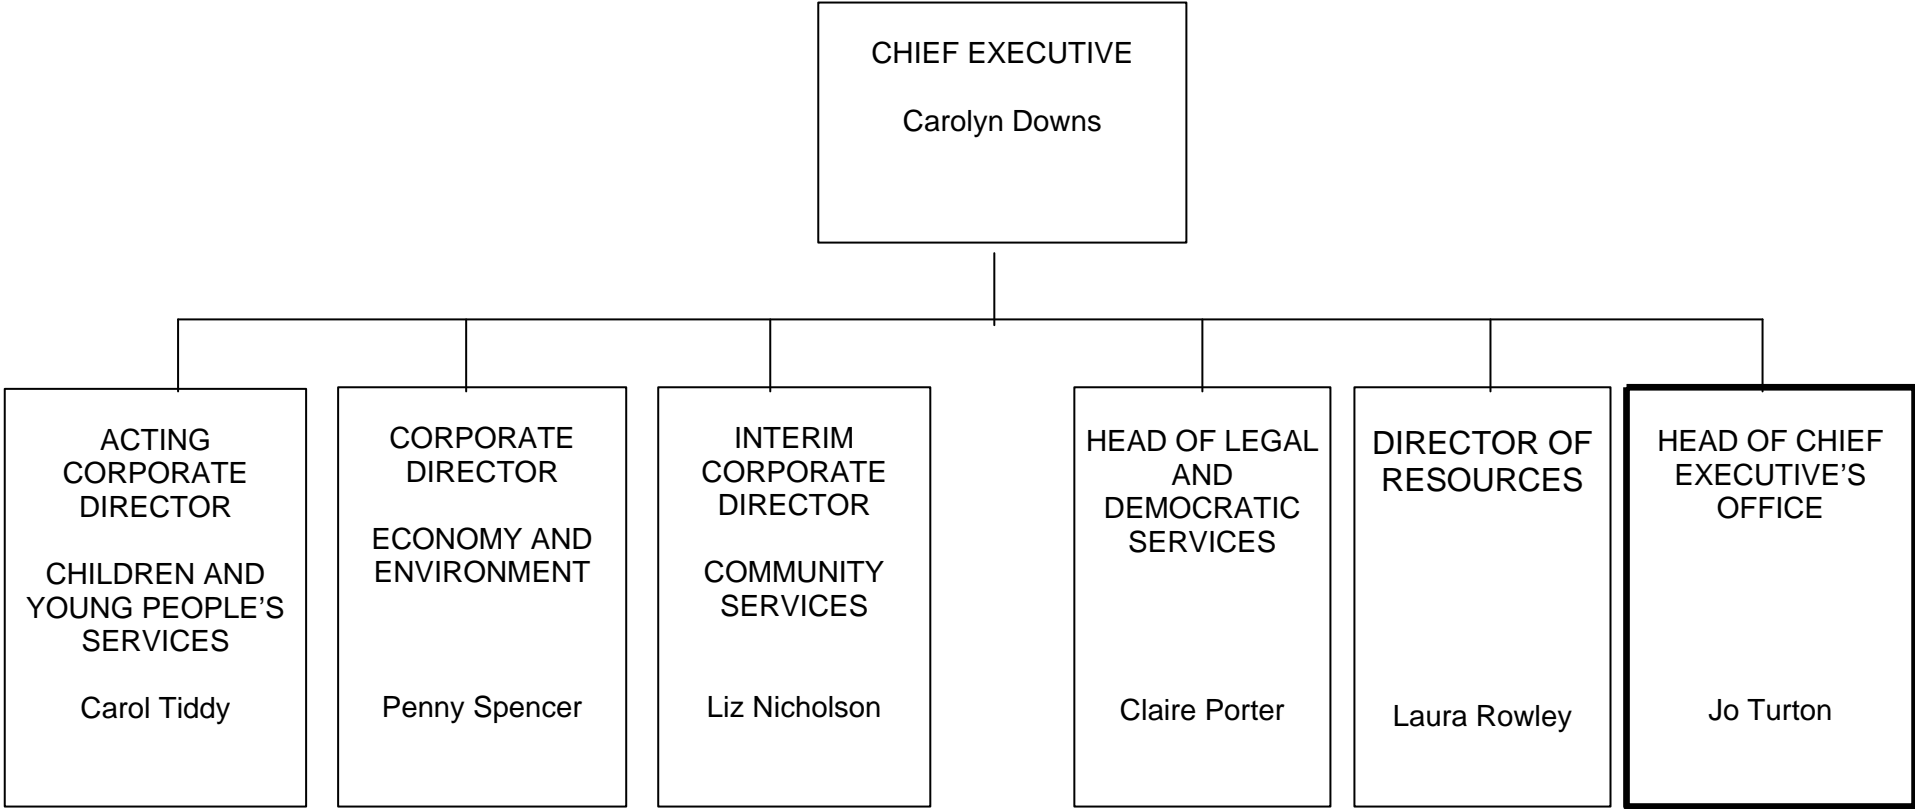 CHIEF EXECUTIVE
Carolyn Downs
ACTING
CORPORATE
DIRECTOR
CHILDREN AND
YOUNG PEOPLE’S
SERVICES
Carol Tiddy
CORPORATE
DIRECTOR
ECONOMY AND
ENVIRONMENT
Penny Spencer
INTERIM
CORPORATE
DIRECTOR
COMMUNITY
SERVICES
Liz Nicholson
HEAD OF LEGAL
AND
DEMOCRATIC
SERVICES
Claire Porter
DIRECTOR OF
RESOURCES
Laura Rowley
HEAD OF CHIEF
EXECUTIVE’S
OFFICE
Jo Turton